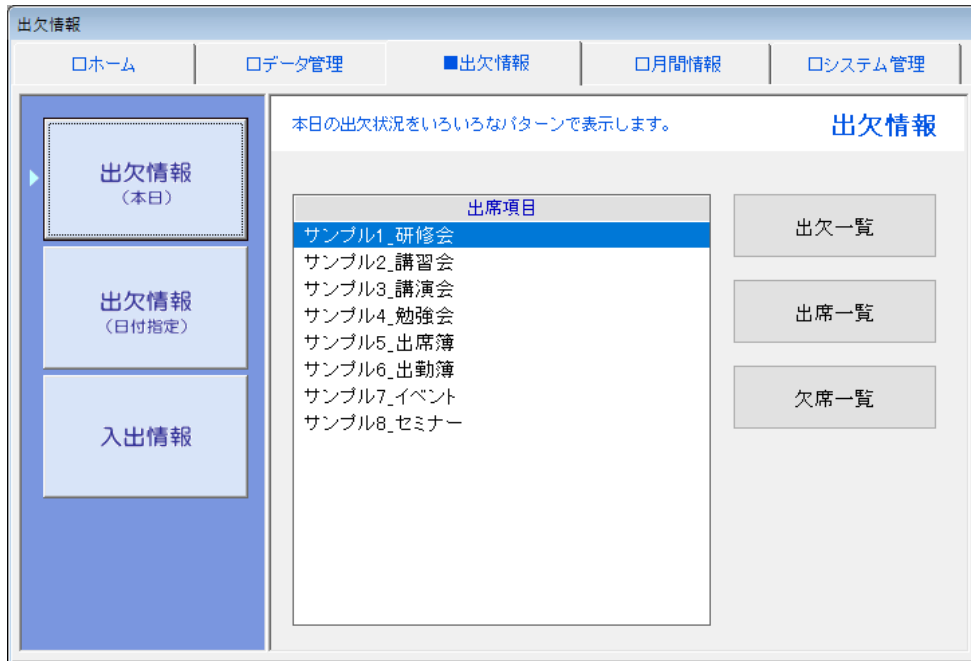 出欠情報
□ホーム
□データ管理
■出欠情報
□月間情報
□システム管理
出欠情報
（本日）
出欠情報
（日付指定）
入出情報
本日の出欠状況をいろいろなパターンで表示します。
出欠情報
出席項目
サンプル1_研修会
サンプル2_講習会
サンプル3_講演会
サンプル4_勉強会
サンプル5_出席簿
サンプル6_出勤簿
サンプル7_イベント
サンプル8_セミナー
出欠一覧
出席一覧
欠席一覧